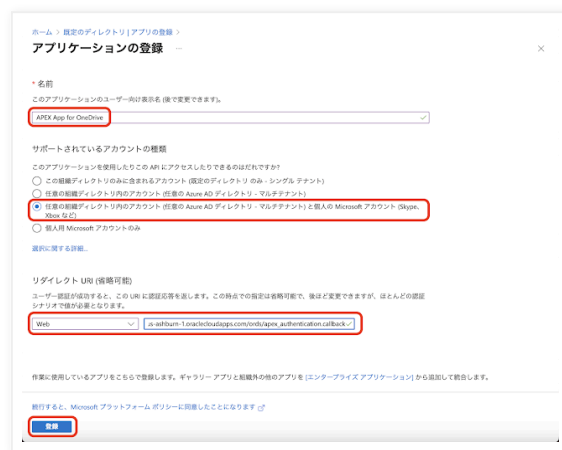 ホーム > 既定のディレクトリ | アプリの登録 >
アプリケーションの登録 …
* 名前
このアプリケーションのユーザー向け表示名 (後で変更できます)。
APEX App for OneDrive
サポートされているアカウントの種類
このアプリケーションを使用したりこの API にアクセスしたりできるのはだれですか?
この組織ディレクトリのみに含まれるアカウント (既定のディレクトリ のみ - シングル テナント)
任意の組織ディレクトリ内のアカウント (任意の Azure AD ディレクトリ - マルチテナント)
任意の組織ディレクトリ内のアカウント (任意の Azure AD ディレクトリ - マルチテナント) と個人の Microsoft アカウント (Skype、
Xbox など)
個人用 Microsoft アカウントのみ
選択に関する詳細...
リダイレクト URI (省略可能)
ユーザー認証が成功すると、この URI に認証応答を返します。この時点での指定は省略可能で、後ほど変更できますが、ほとんどの認証
シナリオで値が必要となります。
Web
.s-ashburn-1.oraclecloudapps.com/ords/apex_authentication.callback
作業に使用しているアプリをこちらで登録します。ギャラリー アプリと組織外の他のアプリを [エンタープライズ アプリケーション] から追加して統合します。
続行すると、Microsoft プラットフォーム ポリシーに同意したことになります
登録